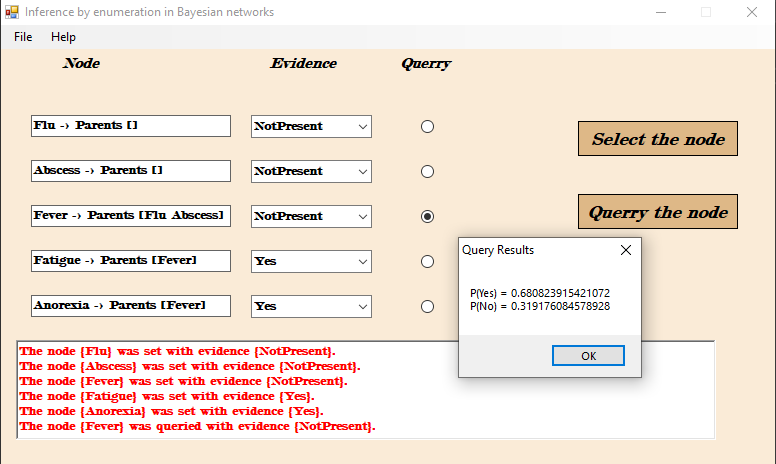 Inference by enumeration in Bayesian networks
File Help
Node Evidence Querry
Flu -> Parents [] NotPresent
Select the node
Abscess -> Parents [] NotPresent
Fever -> Parents [Flu Abscess] NotPresent
Querry the node
Query Results
Fatigue -> Parents [Fever] Yes
P(Yes) = 0.680823915421072
P(No) = 0.319176084578928
Anorexia -> Parents [Fever] Yes
OK
The node {Flu} was set with evidence {NotPresent}.
The node {Abscess} was set with evidence {NotPresent}.
The node {Fever} was set with evidence {NotPresent}.
The node {Fatigue} was set with evidence {Yes}.
The node {Anorexia} was set with evidence {Yes}.
The node {Fever} was queried with evidence {NotPresent}.